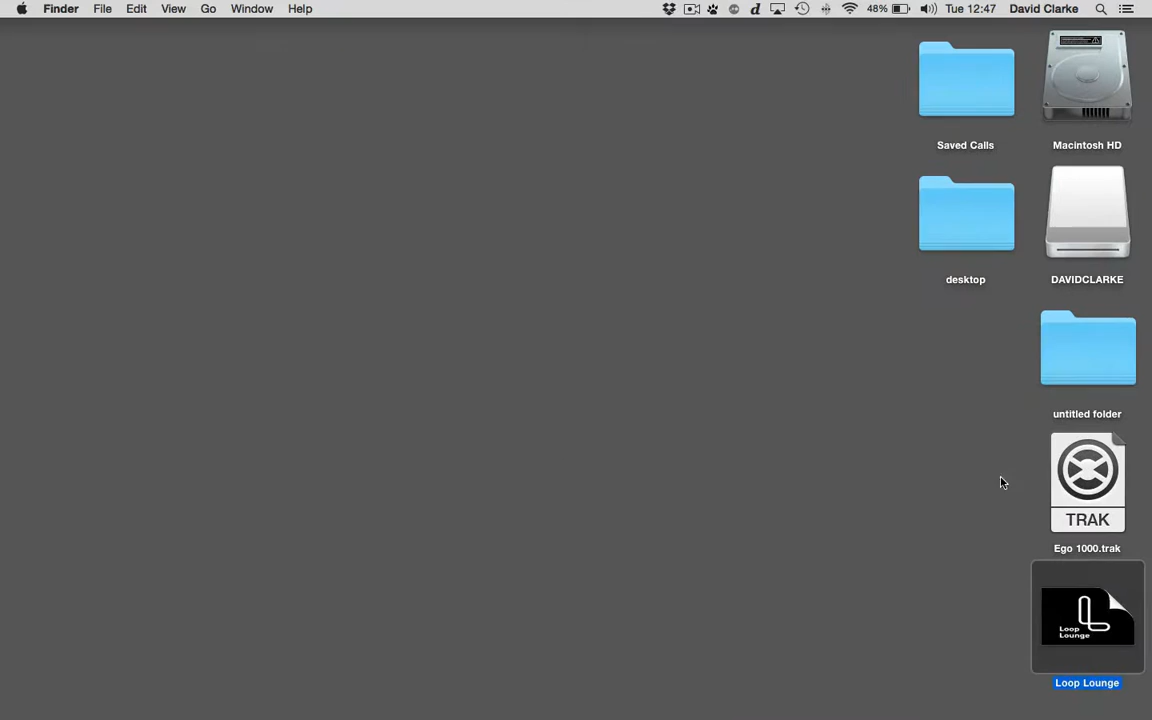 Finder File Edit View Go Window Help 48% Tue 12:47 David Clarke
Saved Calls
Macintosh HD
desktop
DAVIDCLARKE
untitled folder
TRAK
Ego 1000.trak
Loop
Lounge
Loop Lounge